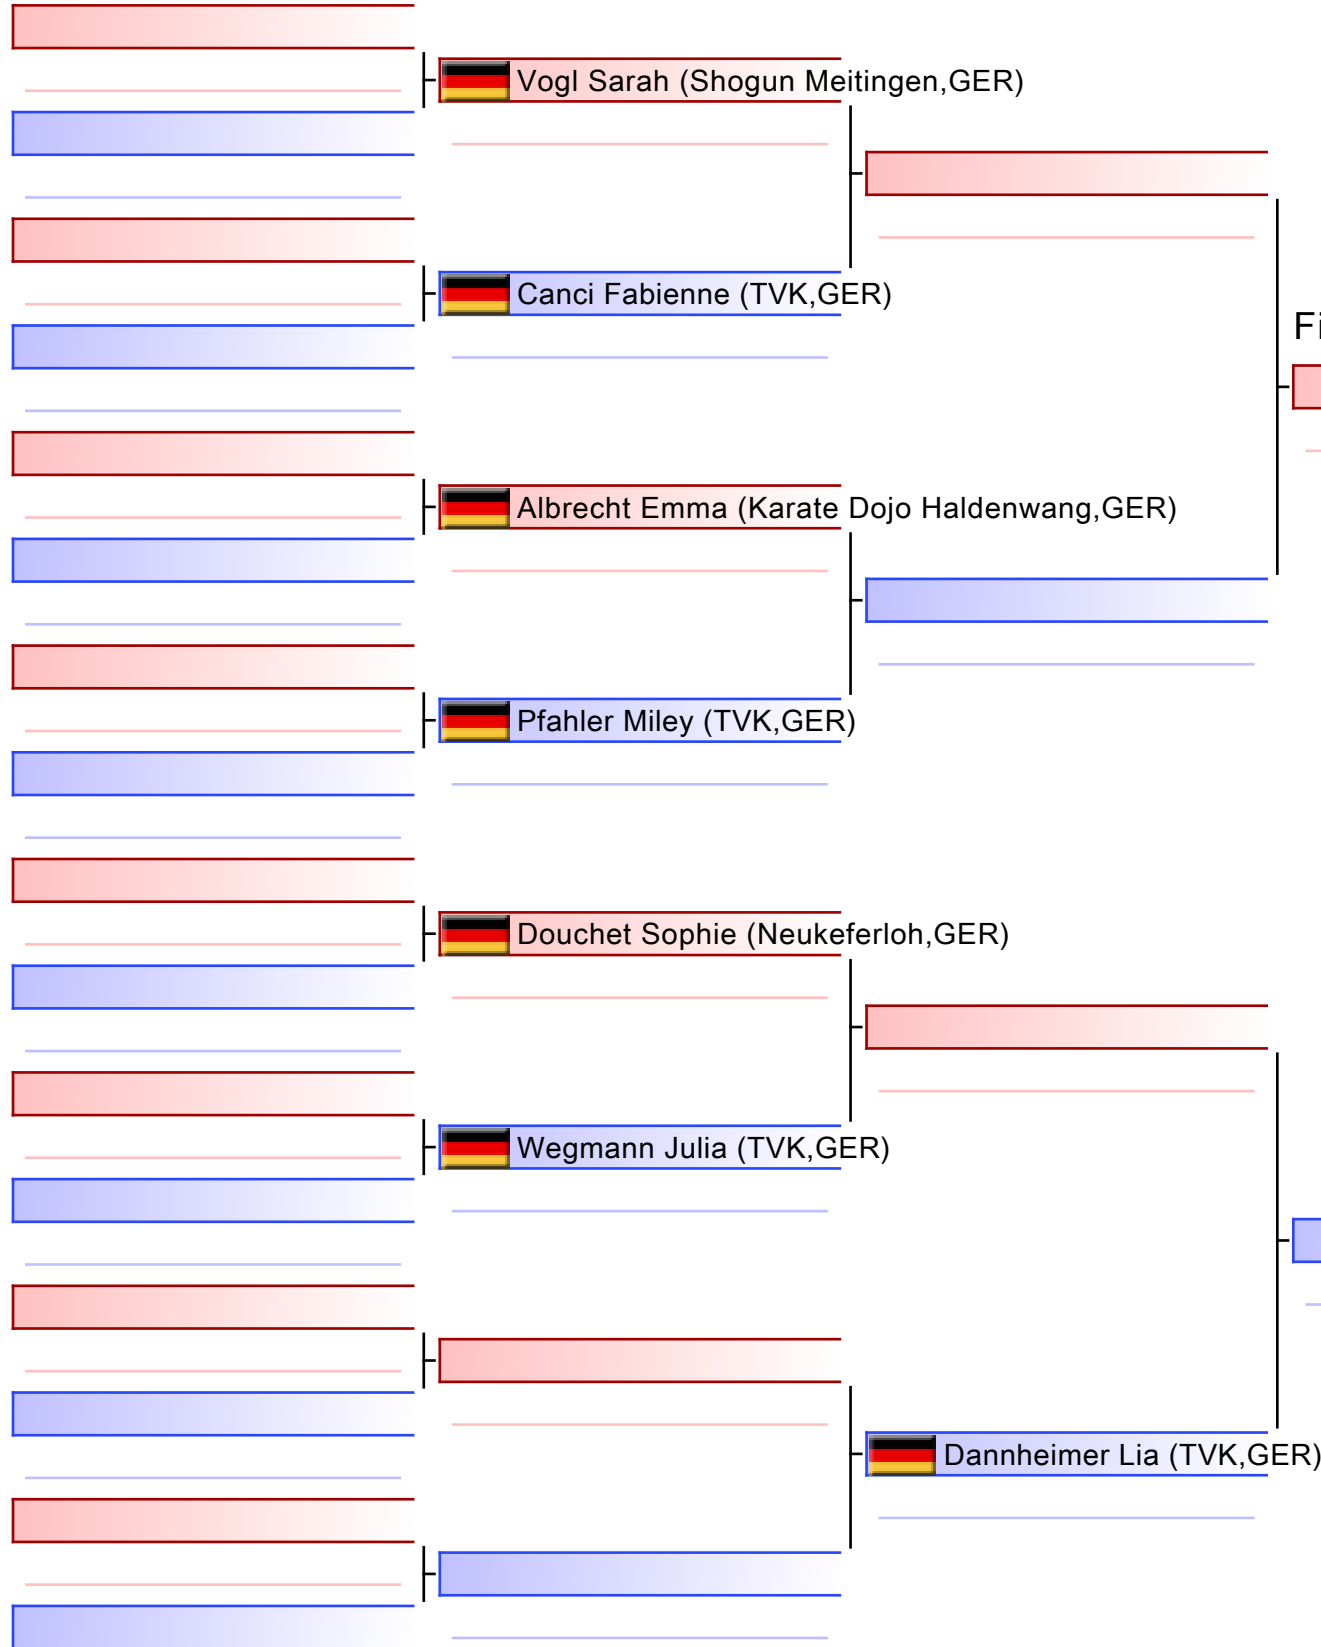 Vogl Sarah (Shogun Meitingen,GER)
Canci Fabienne (TVK,GER)
Fi
Albrecht Emma (Karate Dojo Haldenwang,GER)
Pfahler Miley (TVK,GER)
Douchet Sophie (Neukeferloh,GER)
Wegmann Julia (TVK,GER)
Dannheimer Lia (TVK,GER)